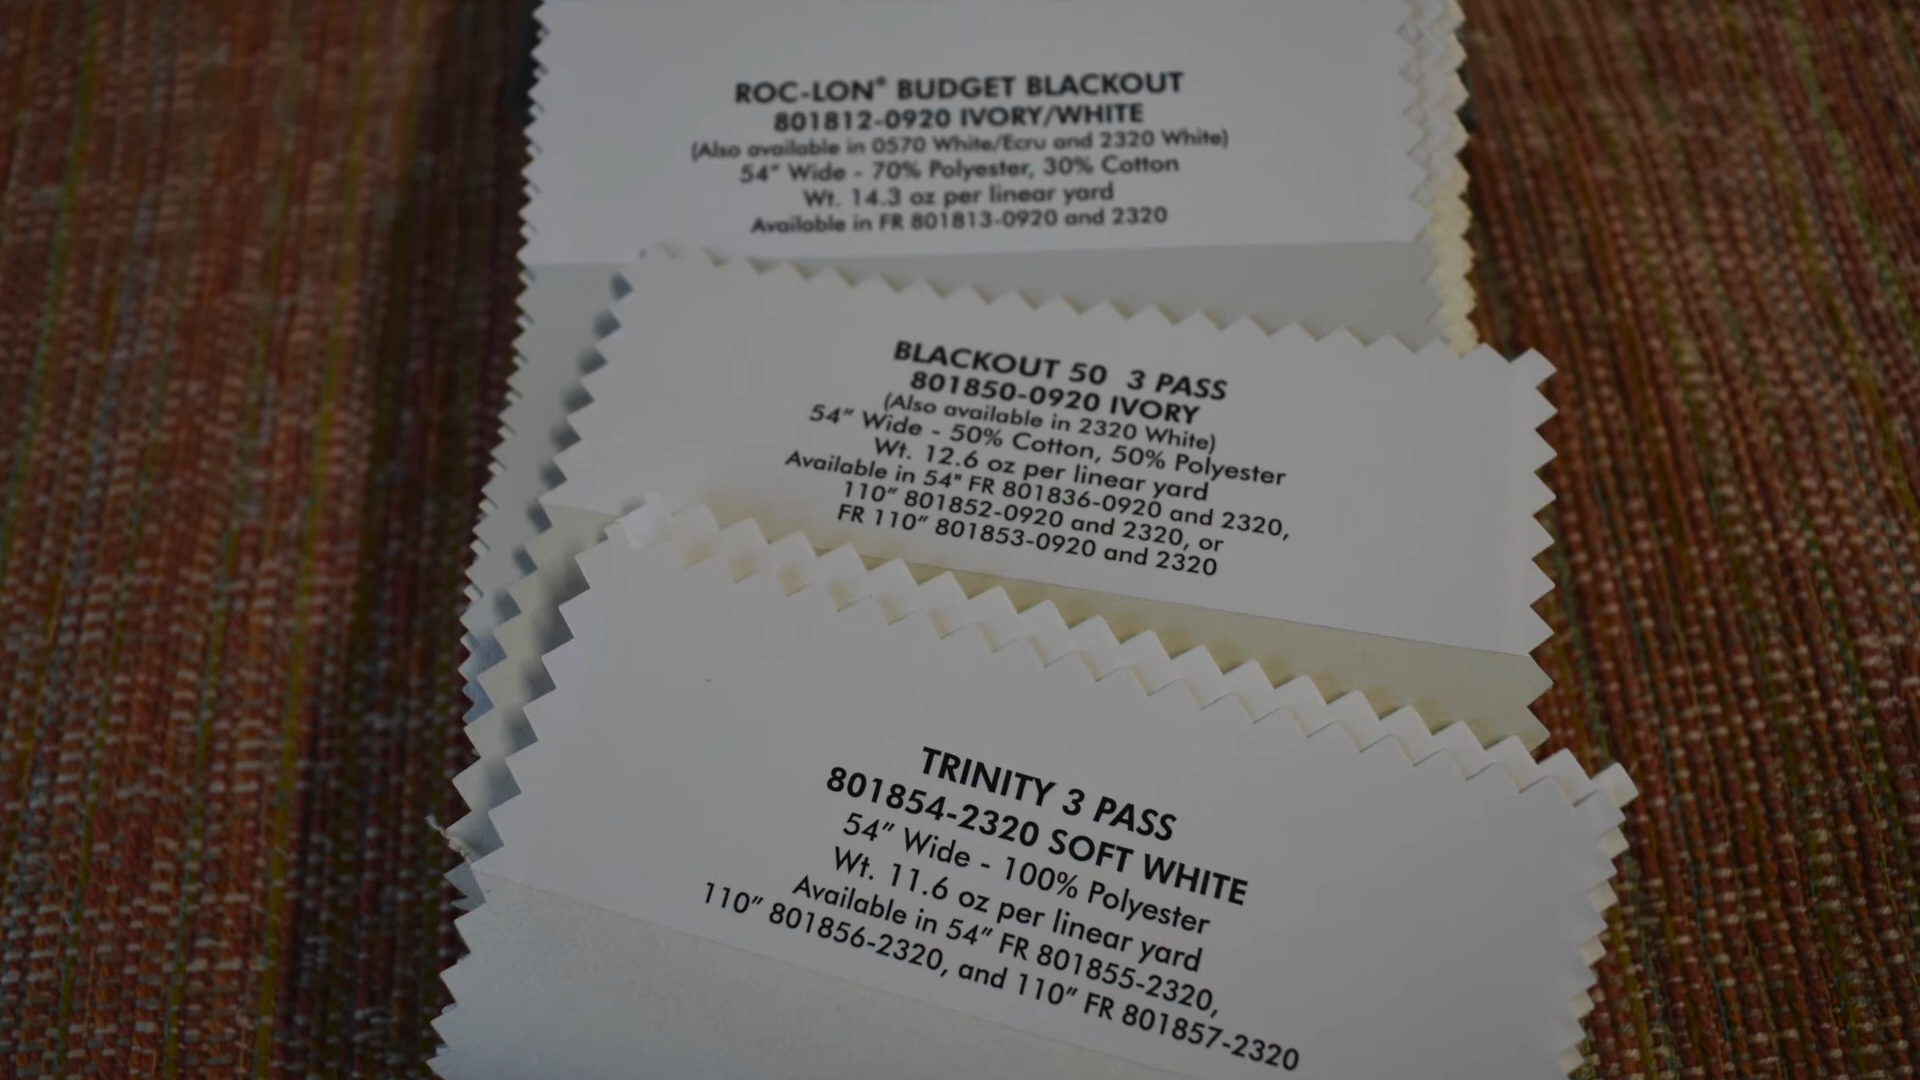 ROC-LON® BUDGET BLACKOUT
801812-0920 IVORY/WHITE
(Also available in 0570 White/Ecru and 2320 White)
54" Wide - 70% Polyester, 30% Cotton
Wt. 14.3 oz per linear yard
Available in FR 801813-0920 and 2320
BLACKOUT 50 3 PASS
801850-0920 IVORY
(Also available in 2320 White)
54" Wide - 50% Cotton, 50% Polyester
Wt. 12.6 oz per linear yard
Available in 54" FR 801836-0920 and 2320,
110" 801852-0920 and 2320, or
FR 110" 801853-0920 and 2320
TRINITY 3 PASS
801854-2320 SOFT WHITE
54" Wide - 100% Polyester
Wt. 11.6 oz per linear yard
Available in 54" FR 801855-2320,
110" 801856-2320, and 110" FR 801857-2320